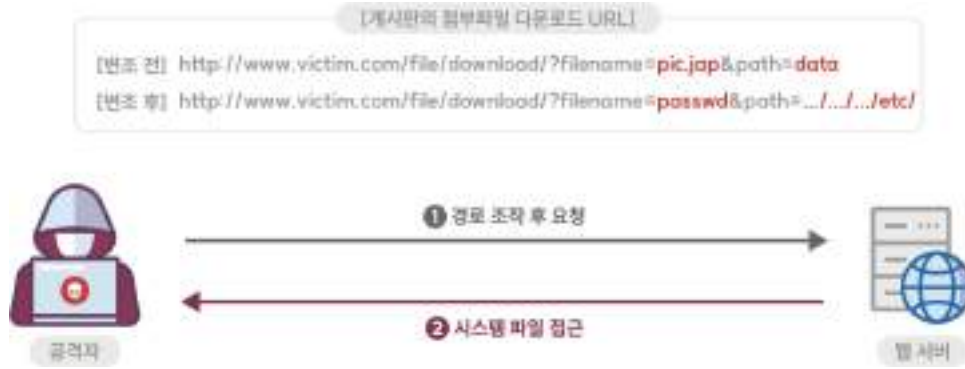 [게시판의 첨부파일 다운로드 URL]
[변조 전] http://www.victim.com/file/download/?filename=pic.jap&path=data
[변조 후] http://www.victim.com/file/download/?filename=passwd&path=.../.../.../etc/
1 경로 조작 후 요청
2 시스템 파일 접근
공격자
웹 서버